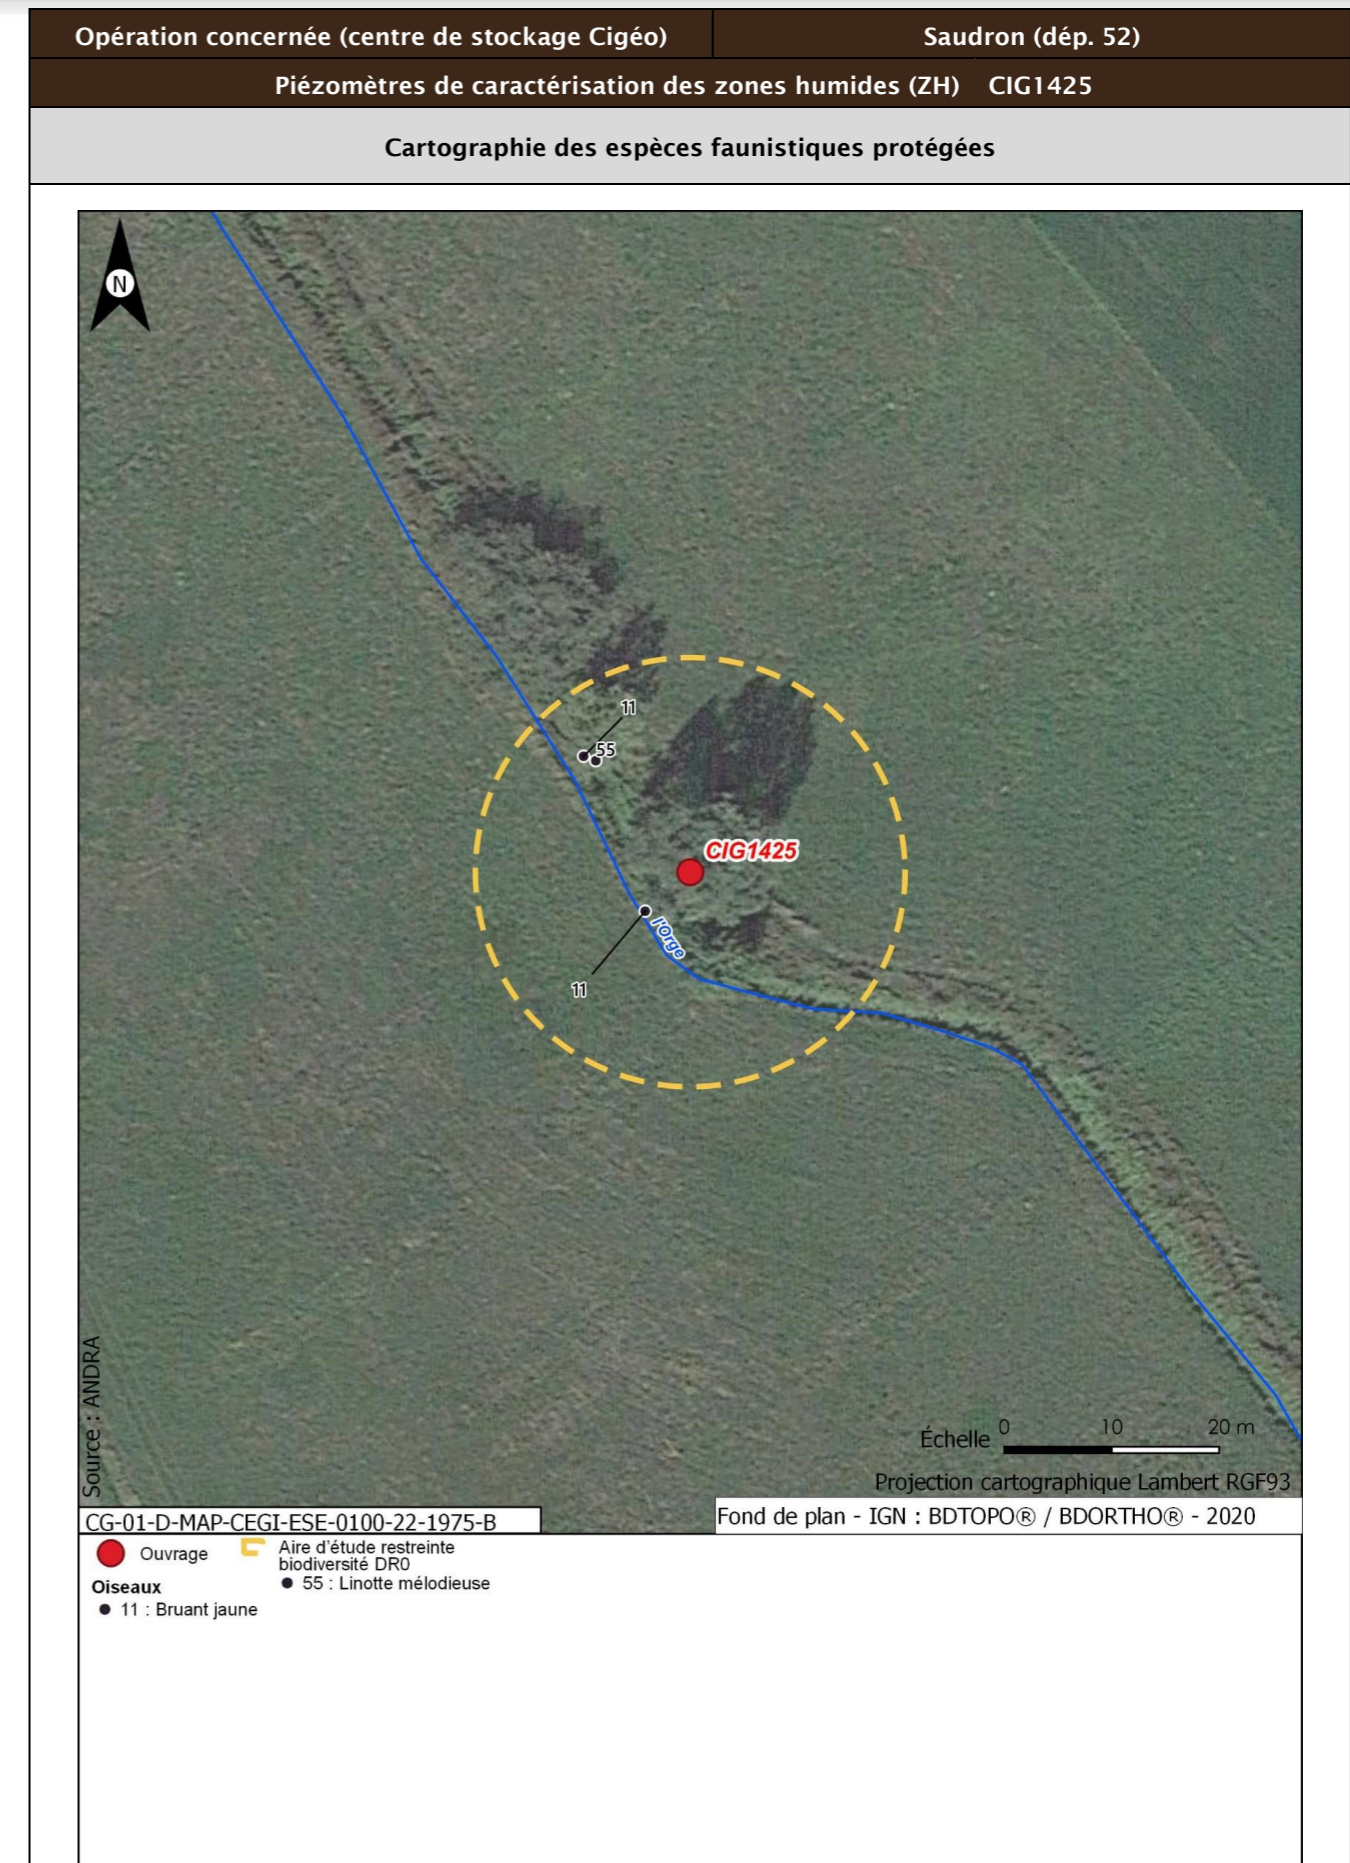 Opération concernée (centre de stockage Cigéo) Saudron (dép. 52)
Piézomètres de caractérisation des zones humides (ZH) CIG1425
Cartographie des espèces faunistiques protégées
N
11
55
CIG1425
l'Orge
11
Source : ANDRA
Échelle 0 10 20 m
Projection cartographique Lambert RGF93
CG-01-D-MAP-CEGI-ESE-0100-22-1975-B
Fond de plan - IGN : BDTOPO® / BDORTHO® - 2020
Ouvrage
Aire d'étude restreinte
biodiversité DR0
Oiseaux
55 : Linotte mélodieuse
11 : Bruant jaune